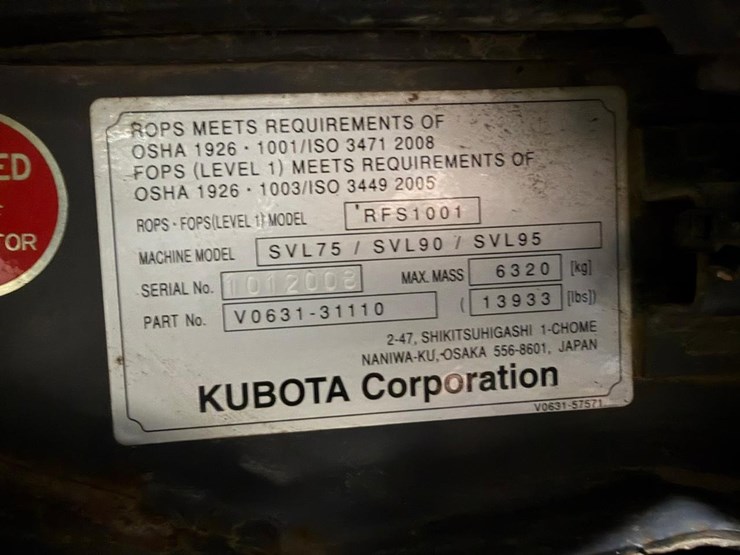 ED
TOR
ROPS MEETS REQUIREMENTS OF
OSHA 1926・1001/ISO 3471 2008
FOPS (LEVEL 1) MEETS REQUIREMENTS OF
OSHA 1926・1003/ISO 3449 2005
ROPS・FOPS(LEVEL 1) MODEL RFS1001
MACHINE MODEL SVL75 / SVL90 / SVL95
SERIAL No. 1012003 MAX. MASS 6320 [kg]
PART No. V0631-31110 ( 13933 [lbs])
2-47, SHIKITSUHIGASHI 1-CHOME
NANIWA-KU, OSAKA 556-8601, JAPAN
KUBOTA Corporation
V0631-57571